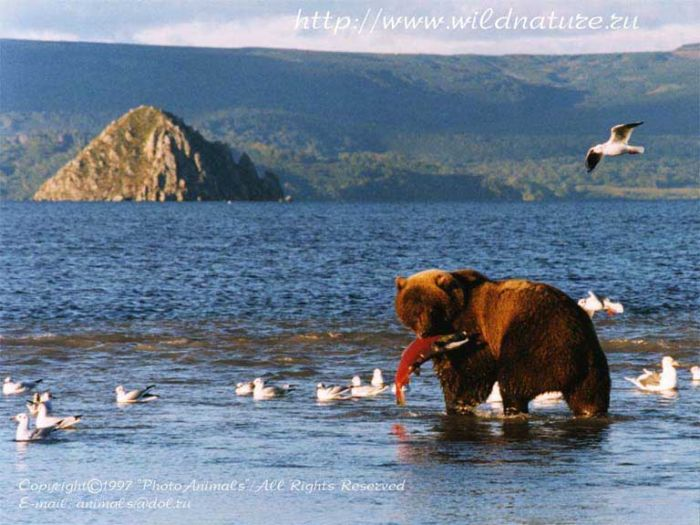 http://www.wildnature.ru
Copyright©1997 "PhotoAnimals"/All Rights Reserved
E-mail: animals@dol.ru